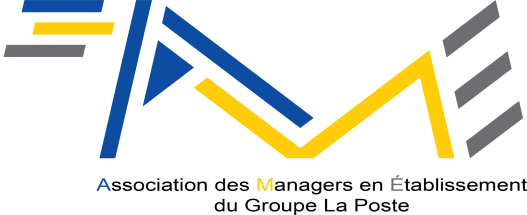 Association des Managers en Établissement
du Groupe La Poste